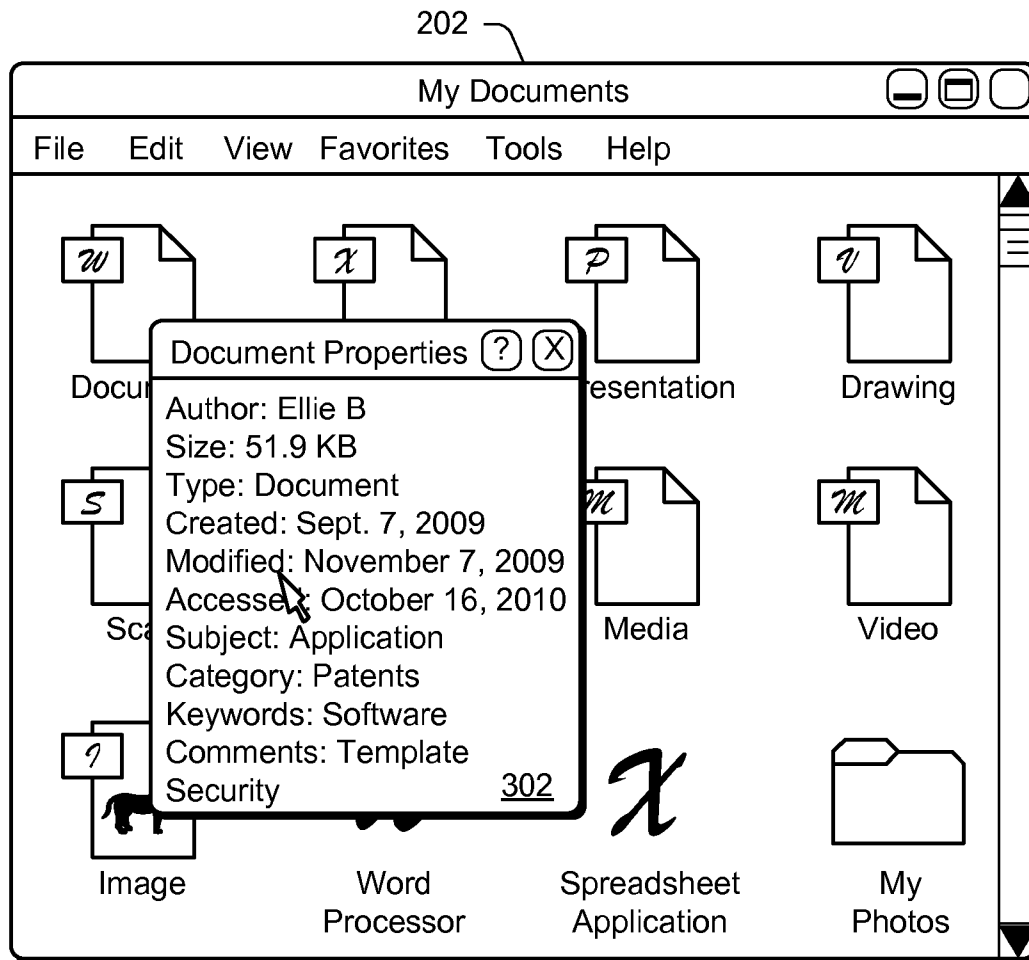 202
My Documents
File Edit View Favorites Tools Help
W X P V
Document Properties ? X
resentation Drawing
Author: Ellie B
Size: 51.9 KB
Type: Document
Created: Sept. 7, 2009
Modified: November 7, 2009
Accessed: October 16, 2010
S M M
Media Video
Subject: Application
Category: Patents
Keywords: Software
Comments: Template
Security 302
I X
Image Word Processor Spreadsheet Application My Photos